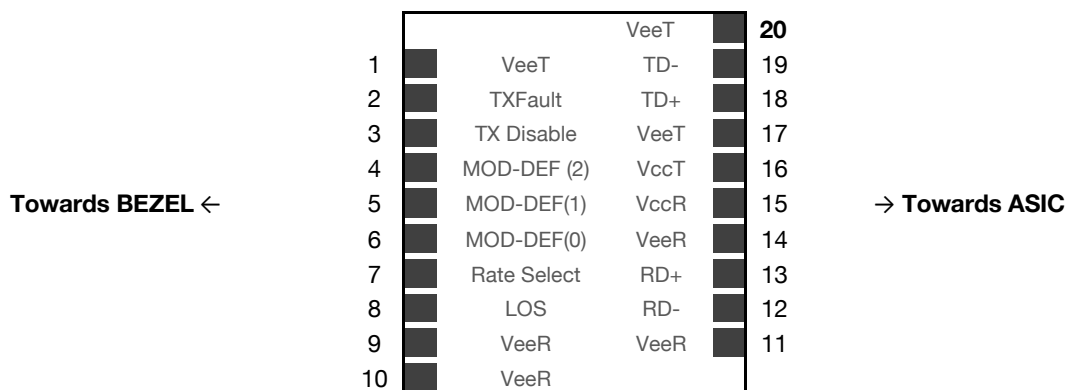 VeeT 20
1 VeeT TD- 19
2 TXFault TD+ 18
3 TX Disable VeeT 17
4 MOD-DEF (2) VccT 16
Towards BEZEL ← 5 MOD-DEF(1) VccR 15 → Towards ASIC
6 MOD-DEF(0) VeeR 14
7 Rate Select RD+ 13
8 LOS RD- 12
9 VeeR VeeR 11
10 VeeR